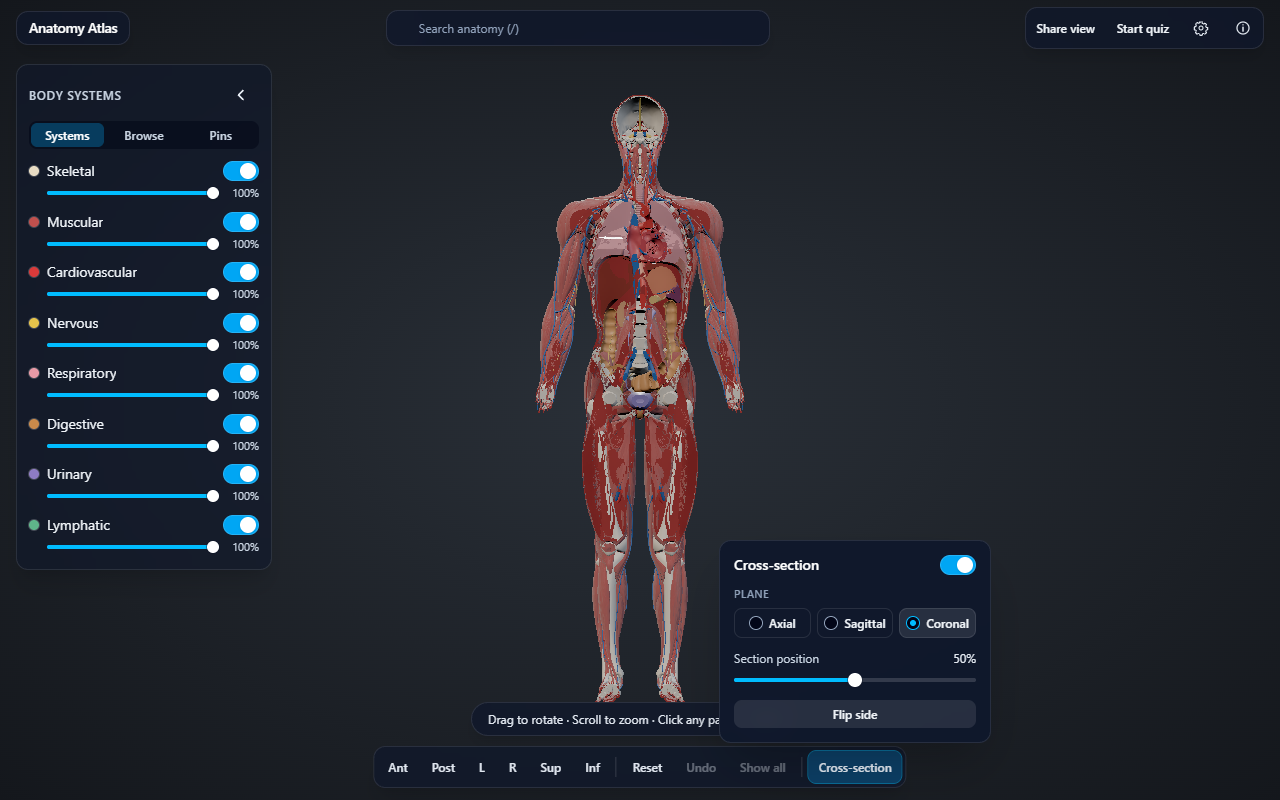 Anatomy Atlas
Search anatomy (/)
Share view
Start quiz
BODY SYSTEMS
Systems
Browse
Pins
Skeletal
100%
Muscular
100%
Cardiovascular
100%
Nervous
100%
Respiratory
100%
Digestive
100%
Urinary
100%
Lymphatic
100%
Cross-section
PLANE
Axial
Sagittal
Coronal
Section position
50%
Flip side
Drag to rotate · Scroll to zoom · Click any
Ant
Post
L
R
Sup
Inf
Reset
Undo
Show all
Cross-section